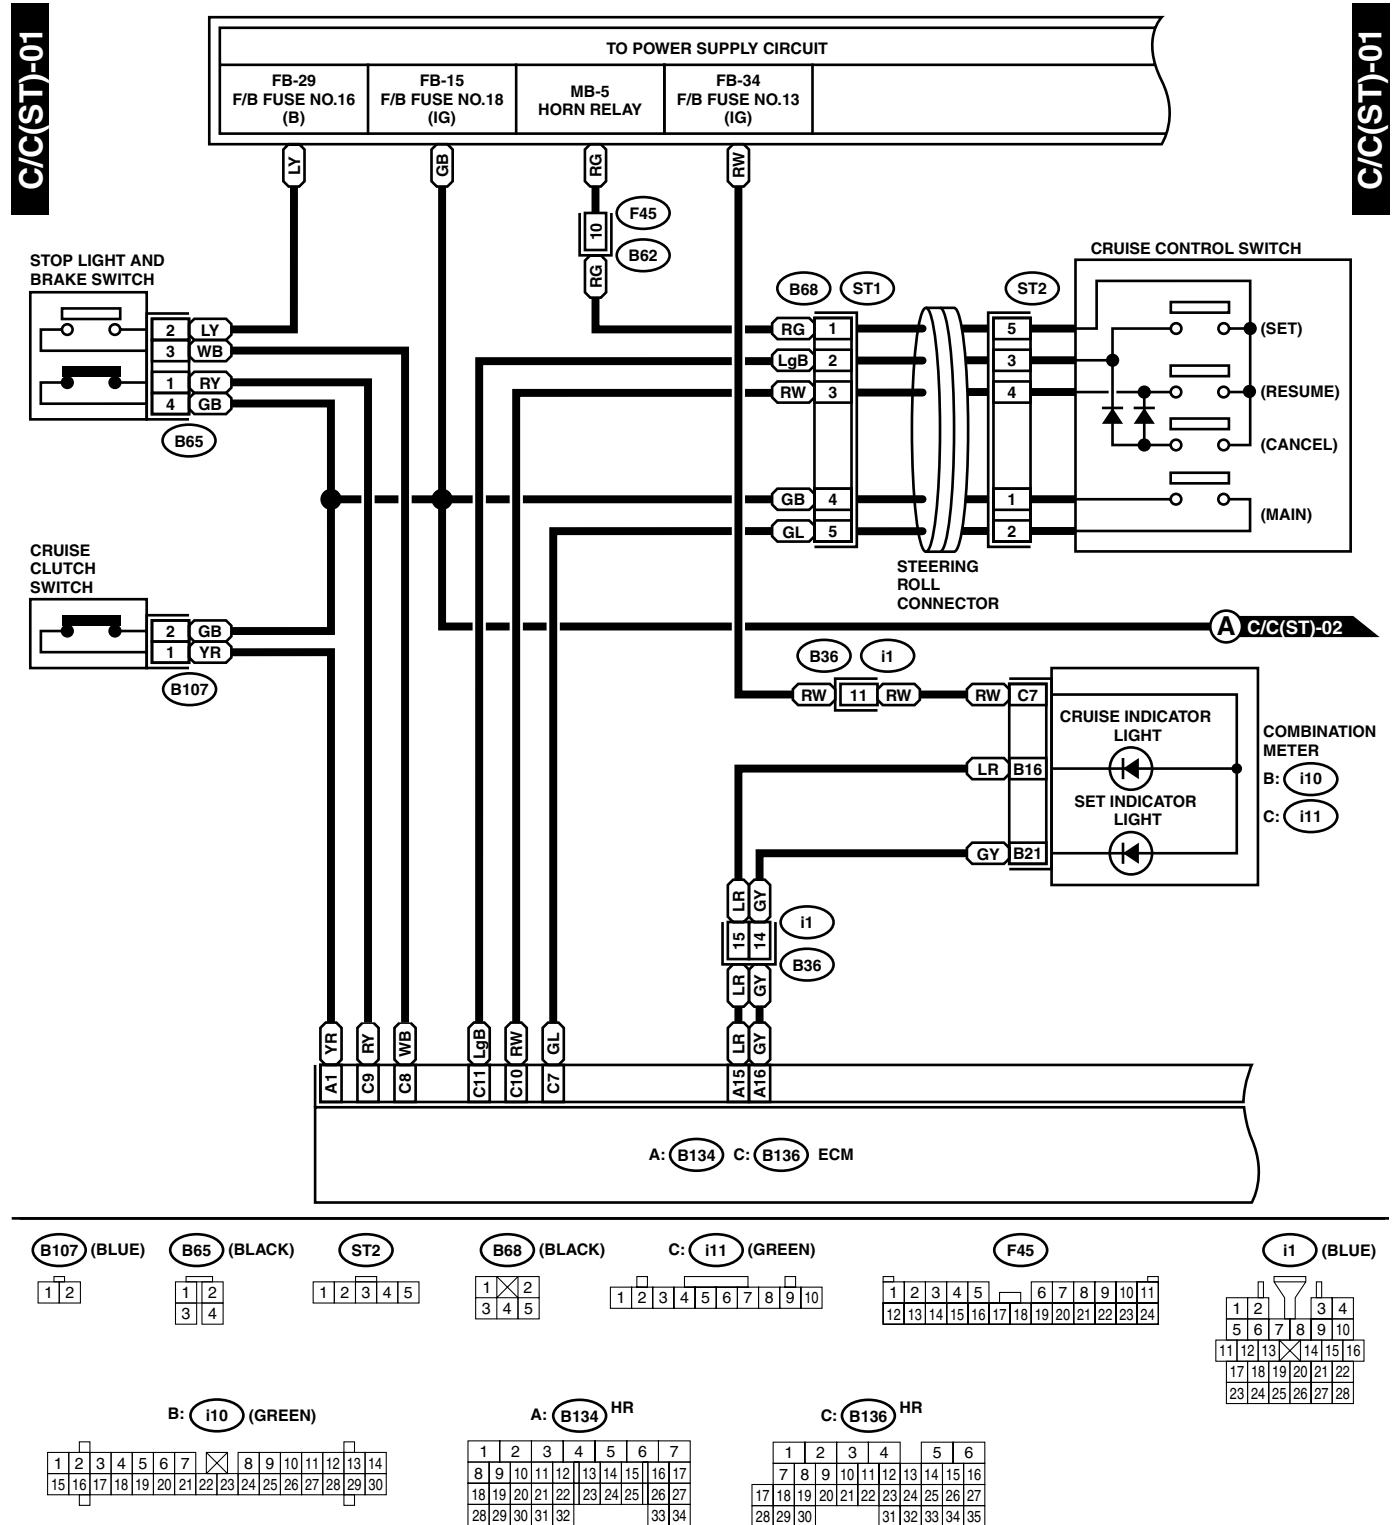 C/C(ST)-01
C/C(ST)-01
TO POWER SUPPLY CIRCUIT
FB-29
F/B FUSE NO.16
(B)
FB-15
F/B FUSE NO.18
(IG)
MB-5
HORN RELAY
FB-34
F/B FUSE NO.13
(IG)
LY
GB
RG
RW
10
F45
B62
RG
STOP LIGHT AND
BRAKE SWITCH
2 LY
3 WB
1 RY
4 GB
B65
B68 ST1
ST2
CRUISE CONTROL SWITCH
RG 1
LgB 2
RW 3
GB 4
GL 5
5
3
4
1
2
(SET)
(RESUME)
(CANCEL)
(MAIN)
STEERING
ROLL
CONNECTOR
CRUISE
CLUTCH
SWITCH
2 GB
1 YR
B107
A C/C(ST)-02
B36 i1
RW 11 RW RW C7
CRUISE INDICATOR
LIGHT
LR B16
SET INDICATOR
LIGHT
GY B21
COMBINATION
METER
B: i10
C: i11
LR GY
15 14
i1
B36
LR GY
YR RY WB LgB RW GL LR GY
A1 C9 C8 C11 C10 C7 A15 A16
A: B134 C: B136 ECM
B107 (BLUE)
1 2
B65 (BLACK)
1 2
3 4
ST2
1 2 3 4 5
B68 (BLACK)
1 2
3 4 5
C: i11 (GREEN)
1 2 3 4 5 6 7 8 9 10
F45
1 2 3 4 5 6 7 8 9 10 11
12 13 14 15 16 17 18 19 20 21 22 23 24
i1 (BLUE)
1 2 3 4
5 6 7 8 9 10
11 12 13 14 15 16
17 18 19 20 21 22
23 24 25 26 27 28
B: i10 (GREEN)
1 2 3 4 5 6 7 8 9 10 11 12 13 14
15 16 17 18 19 20 21 22 23 24 25 26 27 28 29 30
A: B134 HR
1 2 3 4 5 6 7
8 9 10 11 12 13 14 15 16 17
18 19 20 21 22 23 24 25 26 27
28 29 30 31 32 33 34
C: B136 HR
1 2 3 4 5 6
7 8 9 10 11 12 13 14 15 16
17 18 19 20 21 22 23 24 25 26 27
28 29 30 31 32 33 34 35